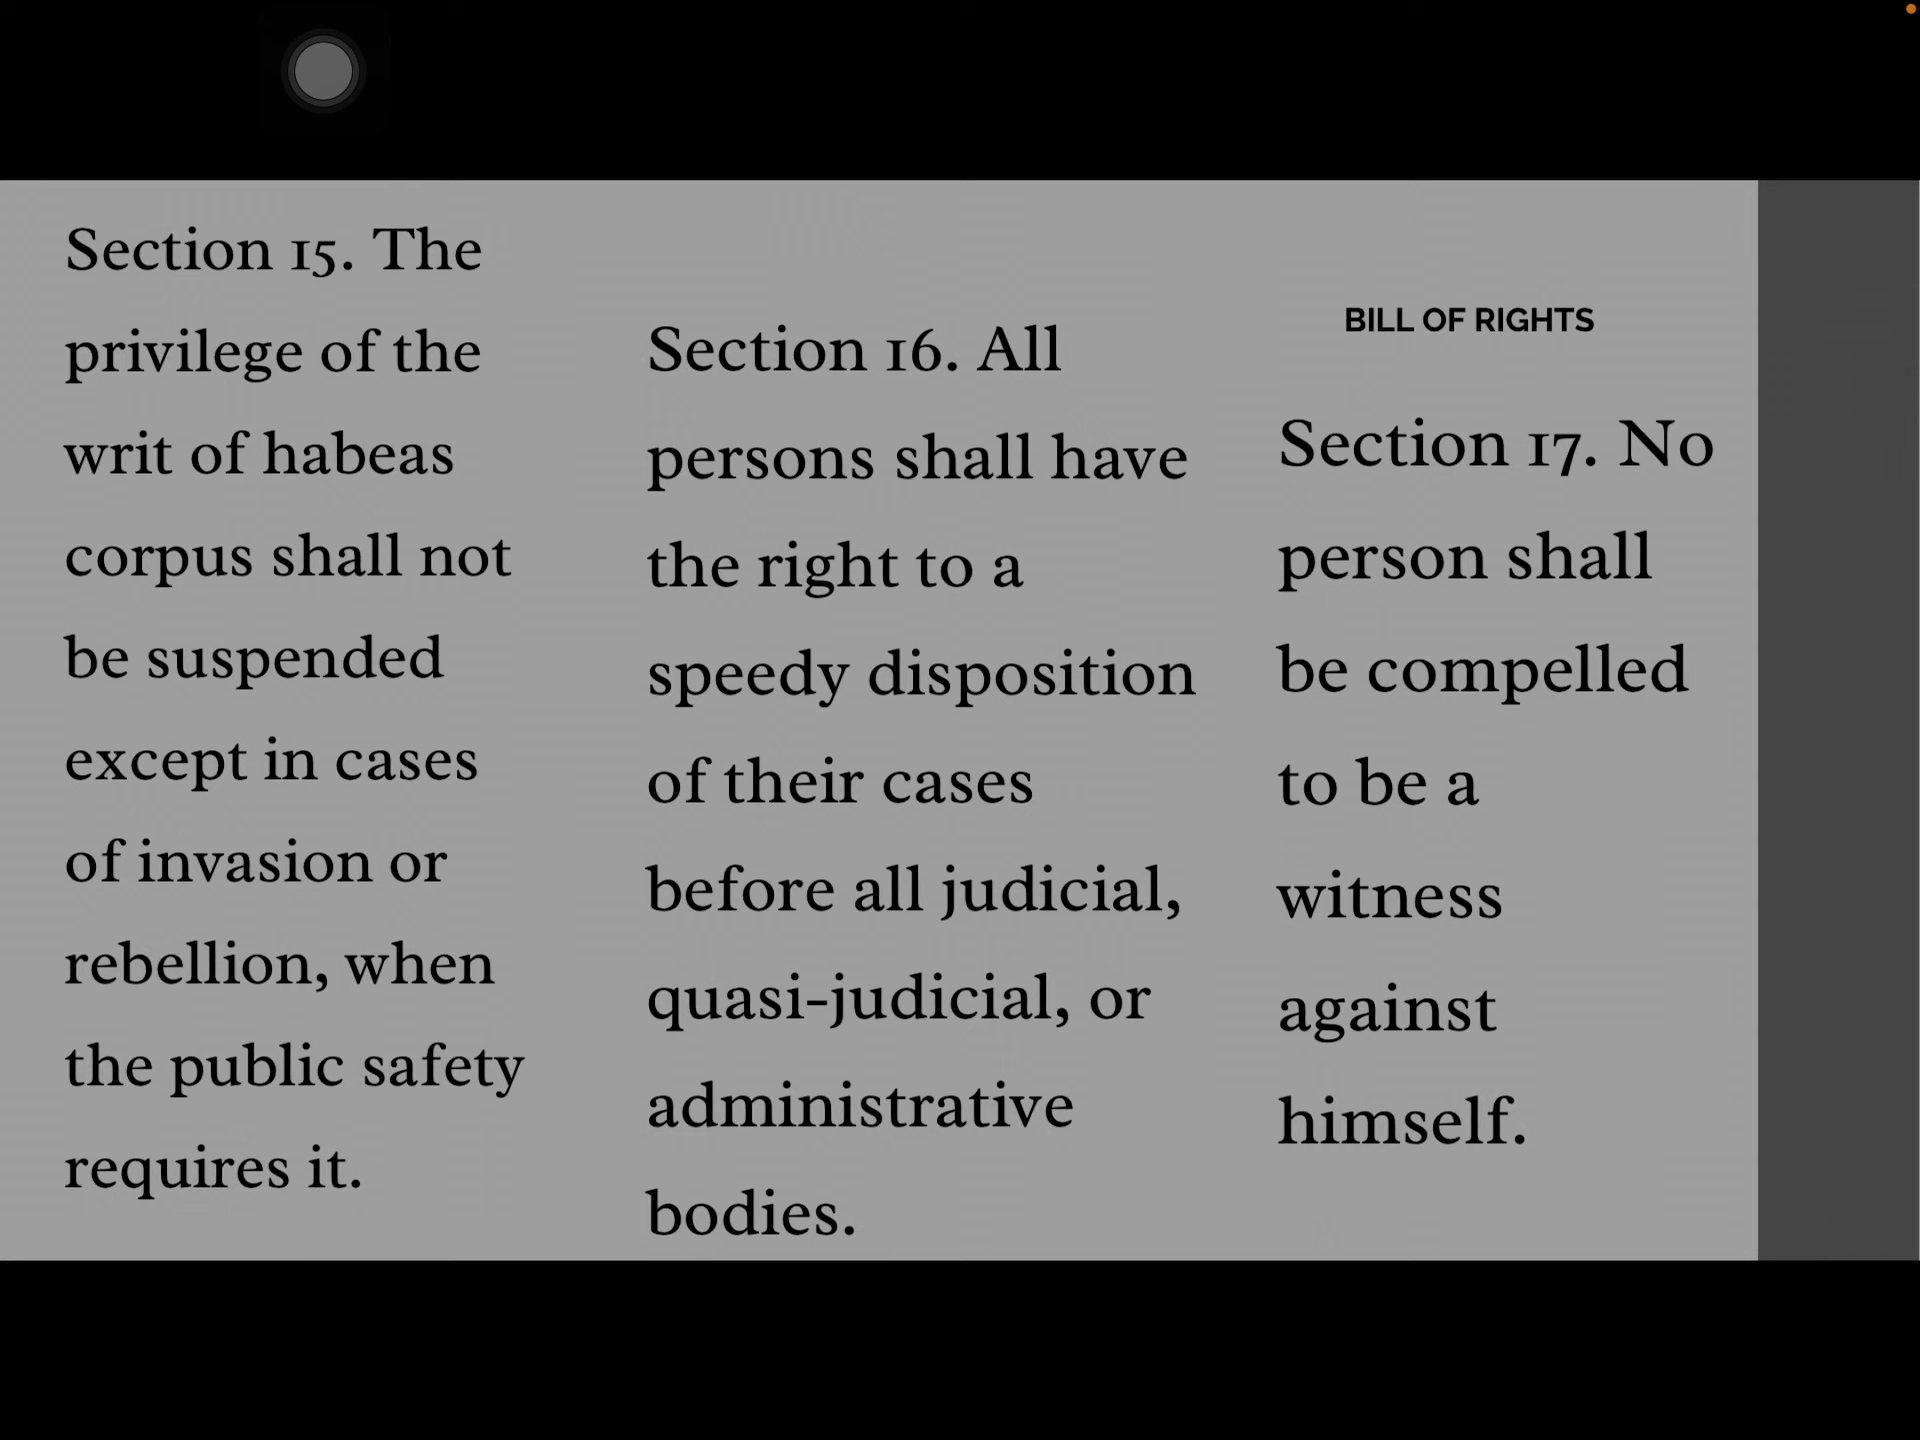 Section 15. The
privilege of the
writ of habeas
corpus shall not
be suspended
except in cases
of invasion or
rebellion, when
the public safety
requires it.
Section 16. All
persons shall have
the right to a
speedy disposition
of their cases
before all judicial,
quasi-judicial, or
administrative
bodies.
BILL OF RIGHTS
Section 17. No
person shall
be compelled
to be a
witness
against
himself.